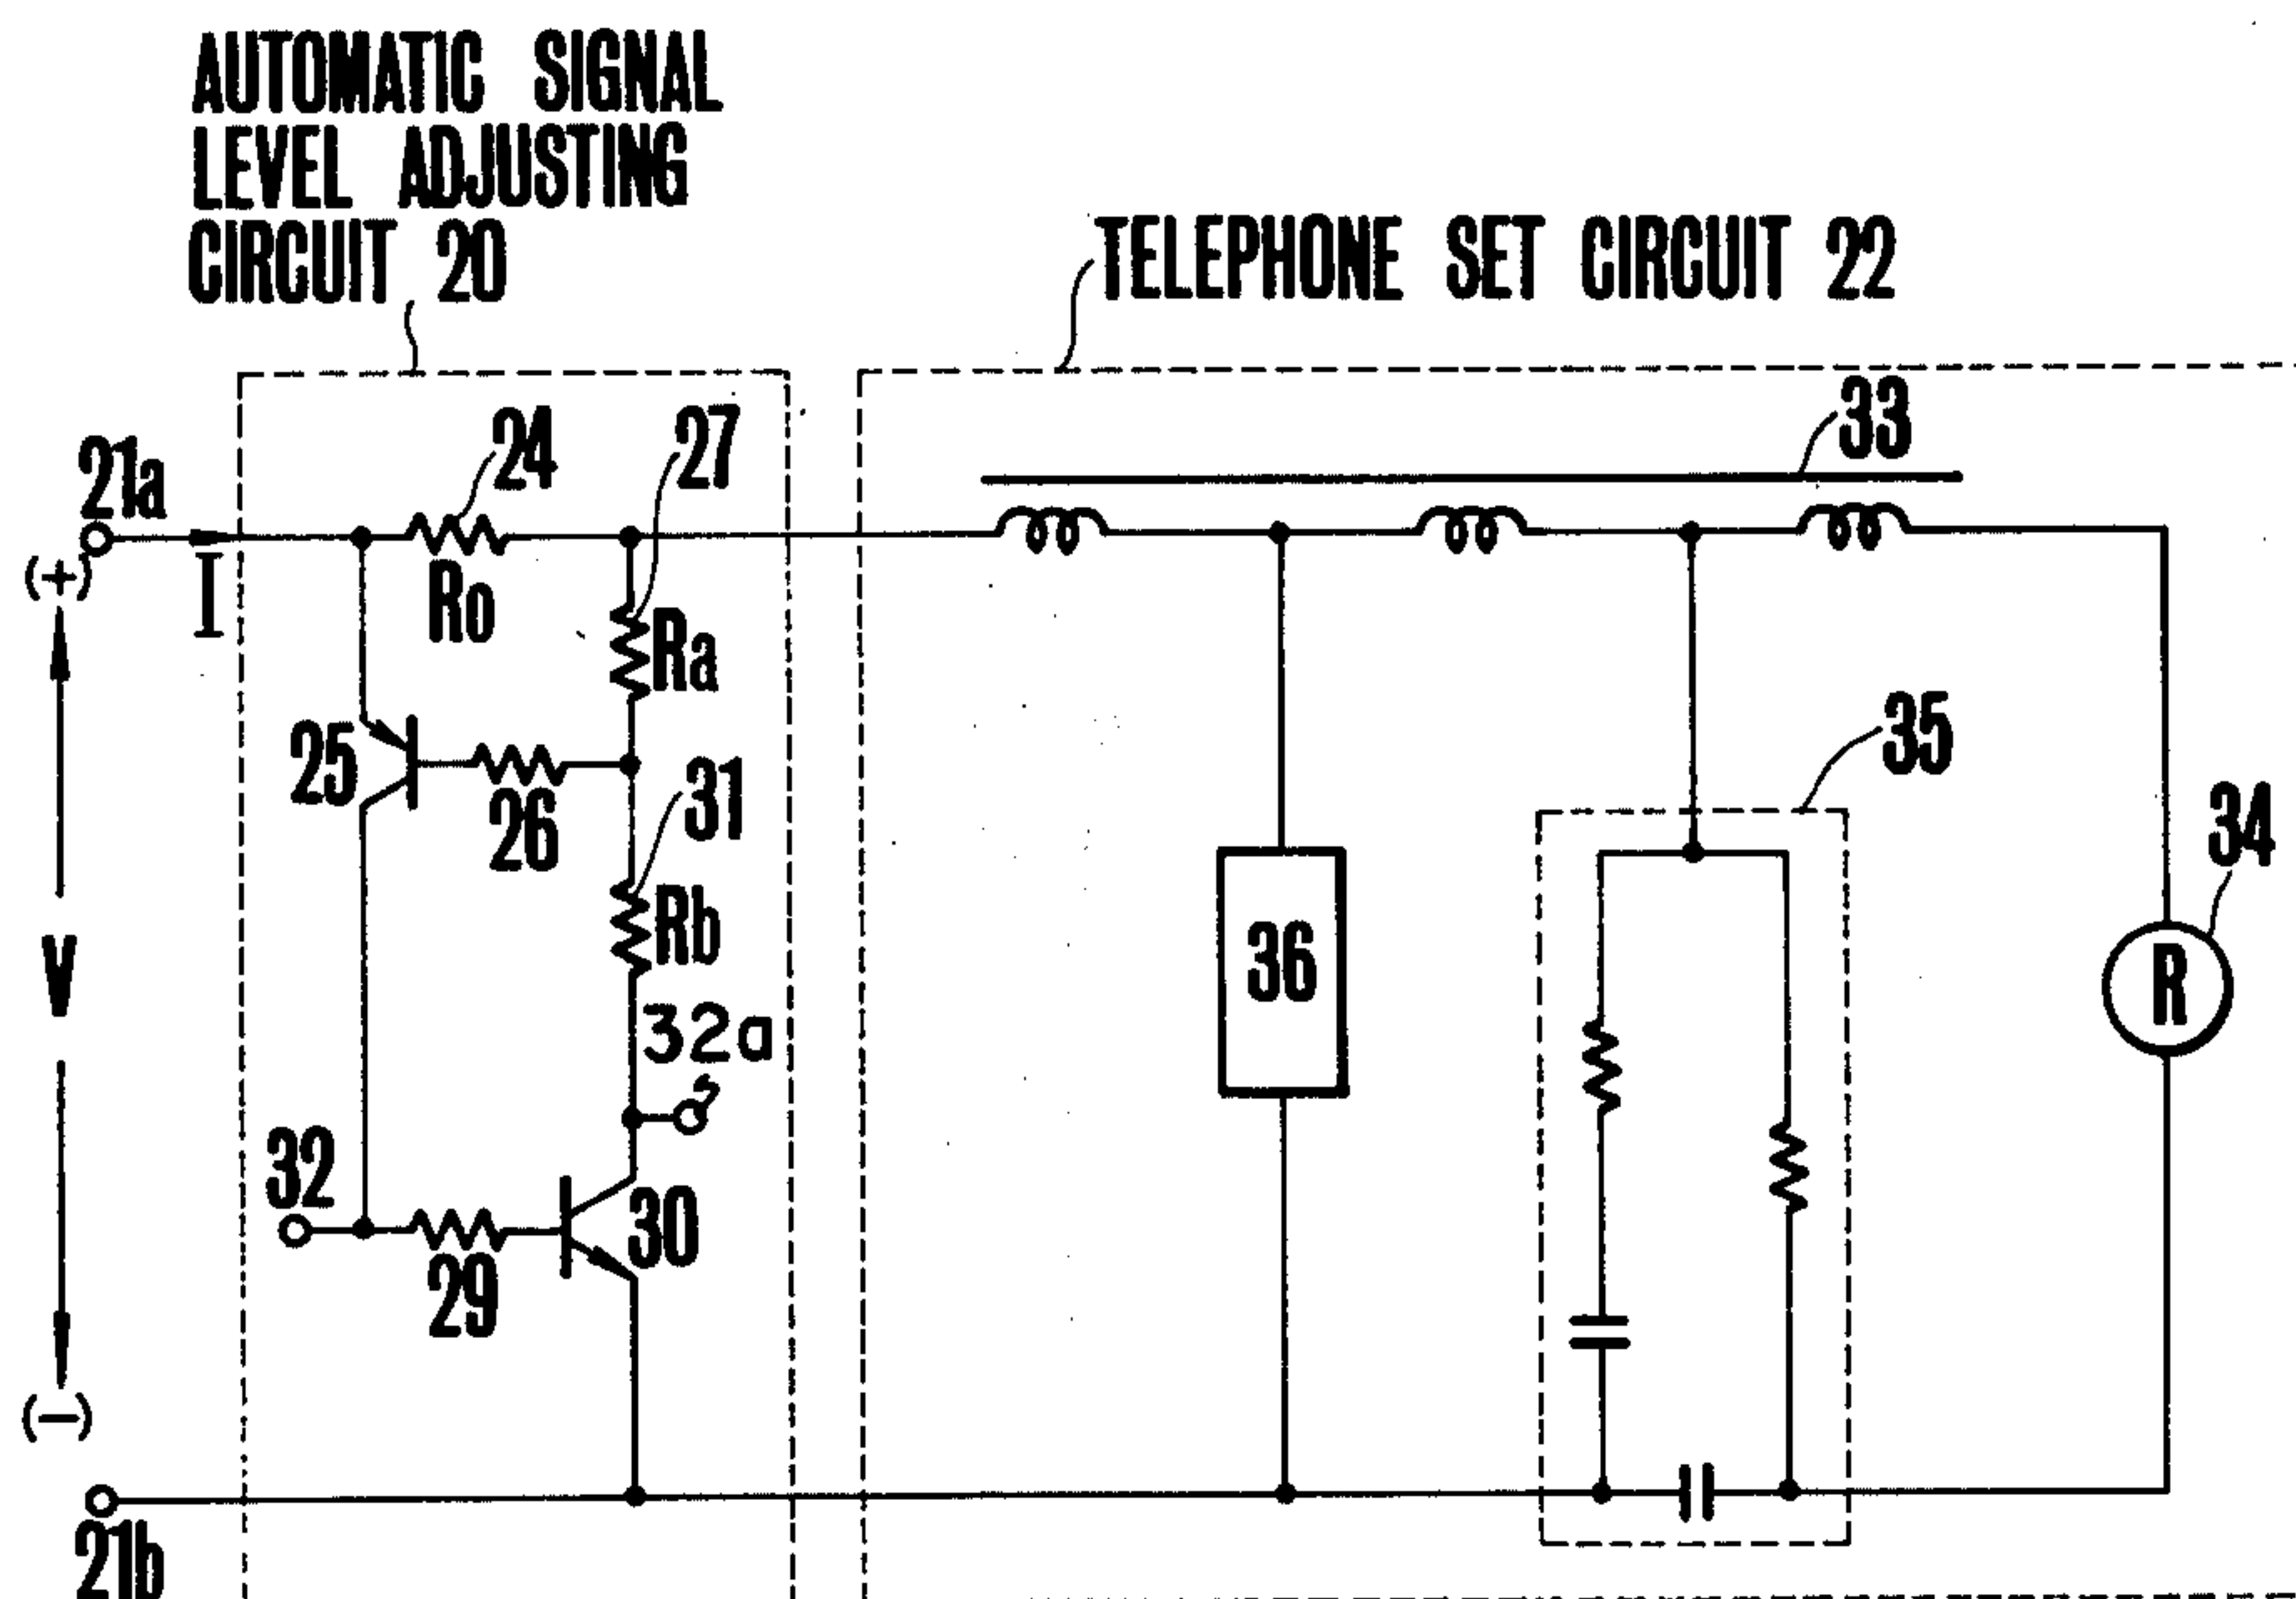 AUTOMATIC SIGNAL
LEVEL ADJUSTING
CIRCUIT 20
TELEPHONE SET CIRCUIT 22
33
24
27
21a
(+)
I
Ro
Ra
25
26
31
35
34
Rb
36
R
V
32a
32
30
29
(-)
21b